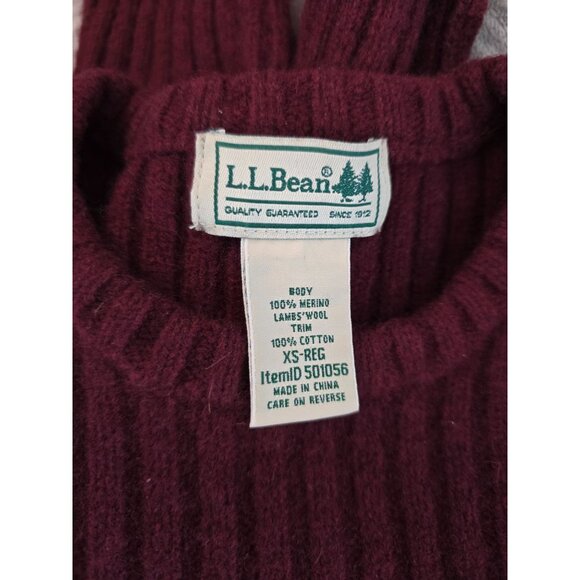 L.L.Bean®
QUALITY GUARANTEED SINCE 1912
BODY
100% MERINO
LAMBS'WOOL
TRIM
100% COTTON
XS-REG
ItemID 501056
MADE IN CHINA
CARE ON REVERSE